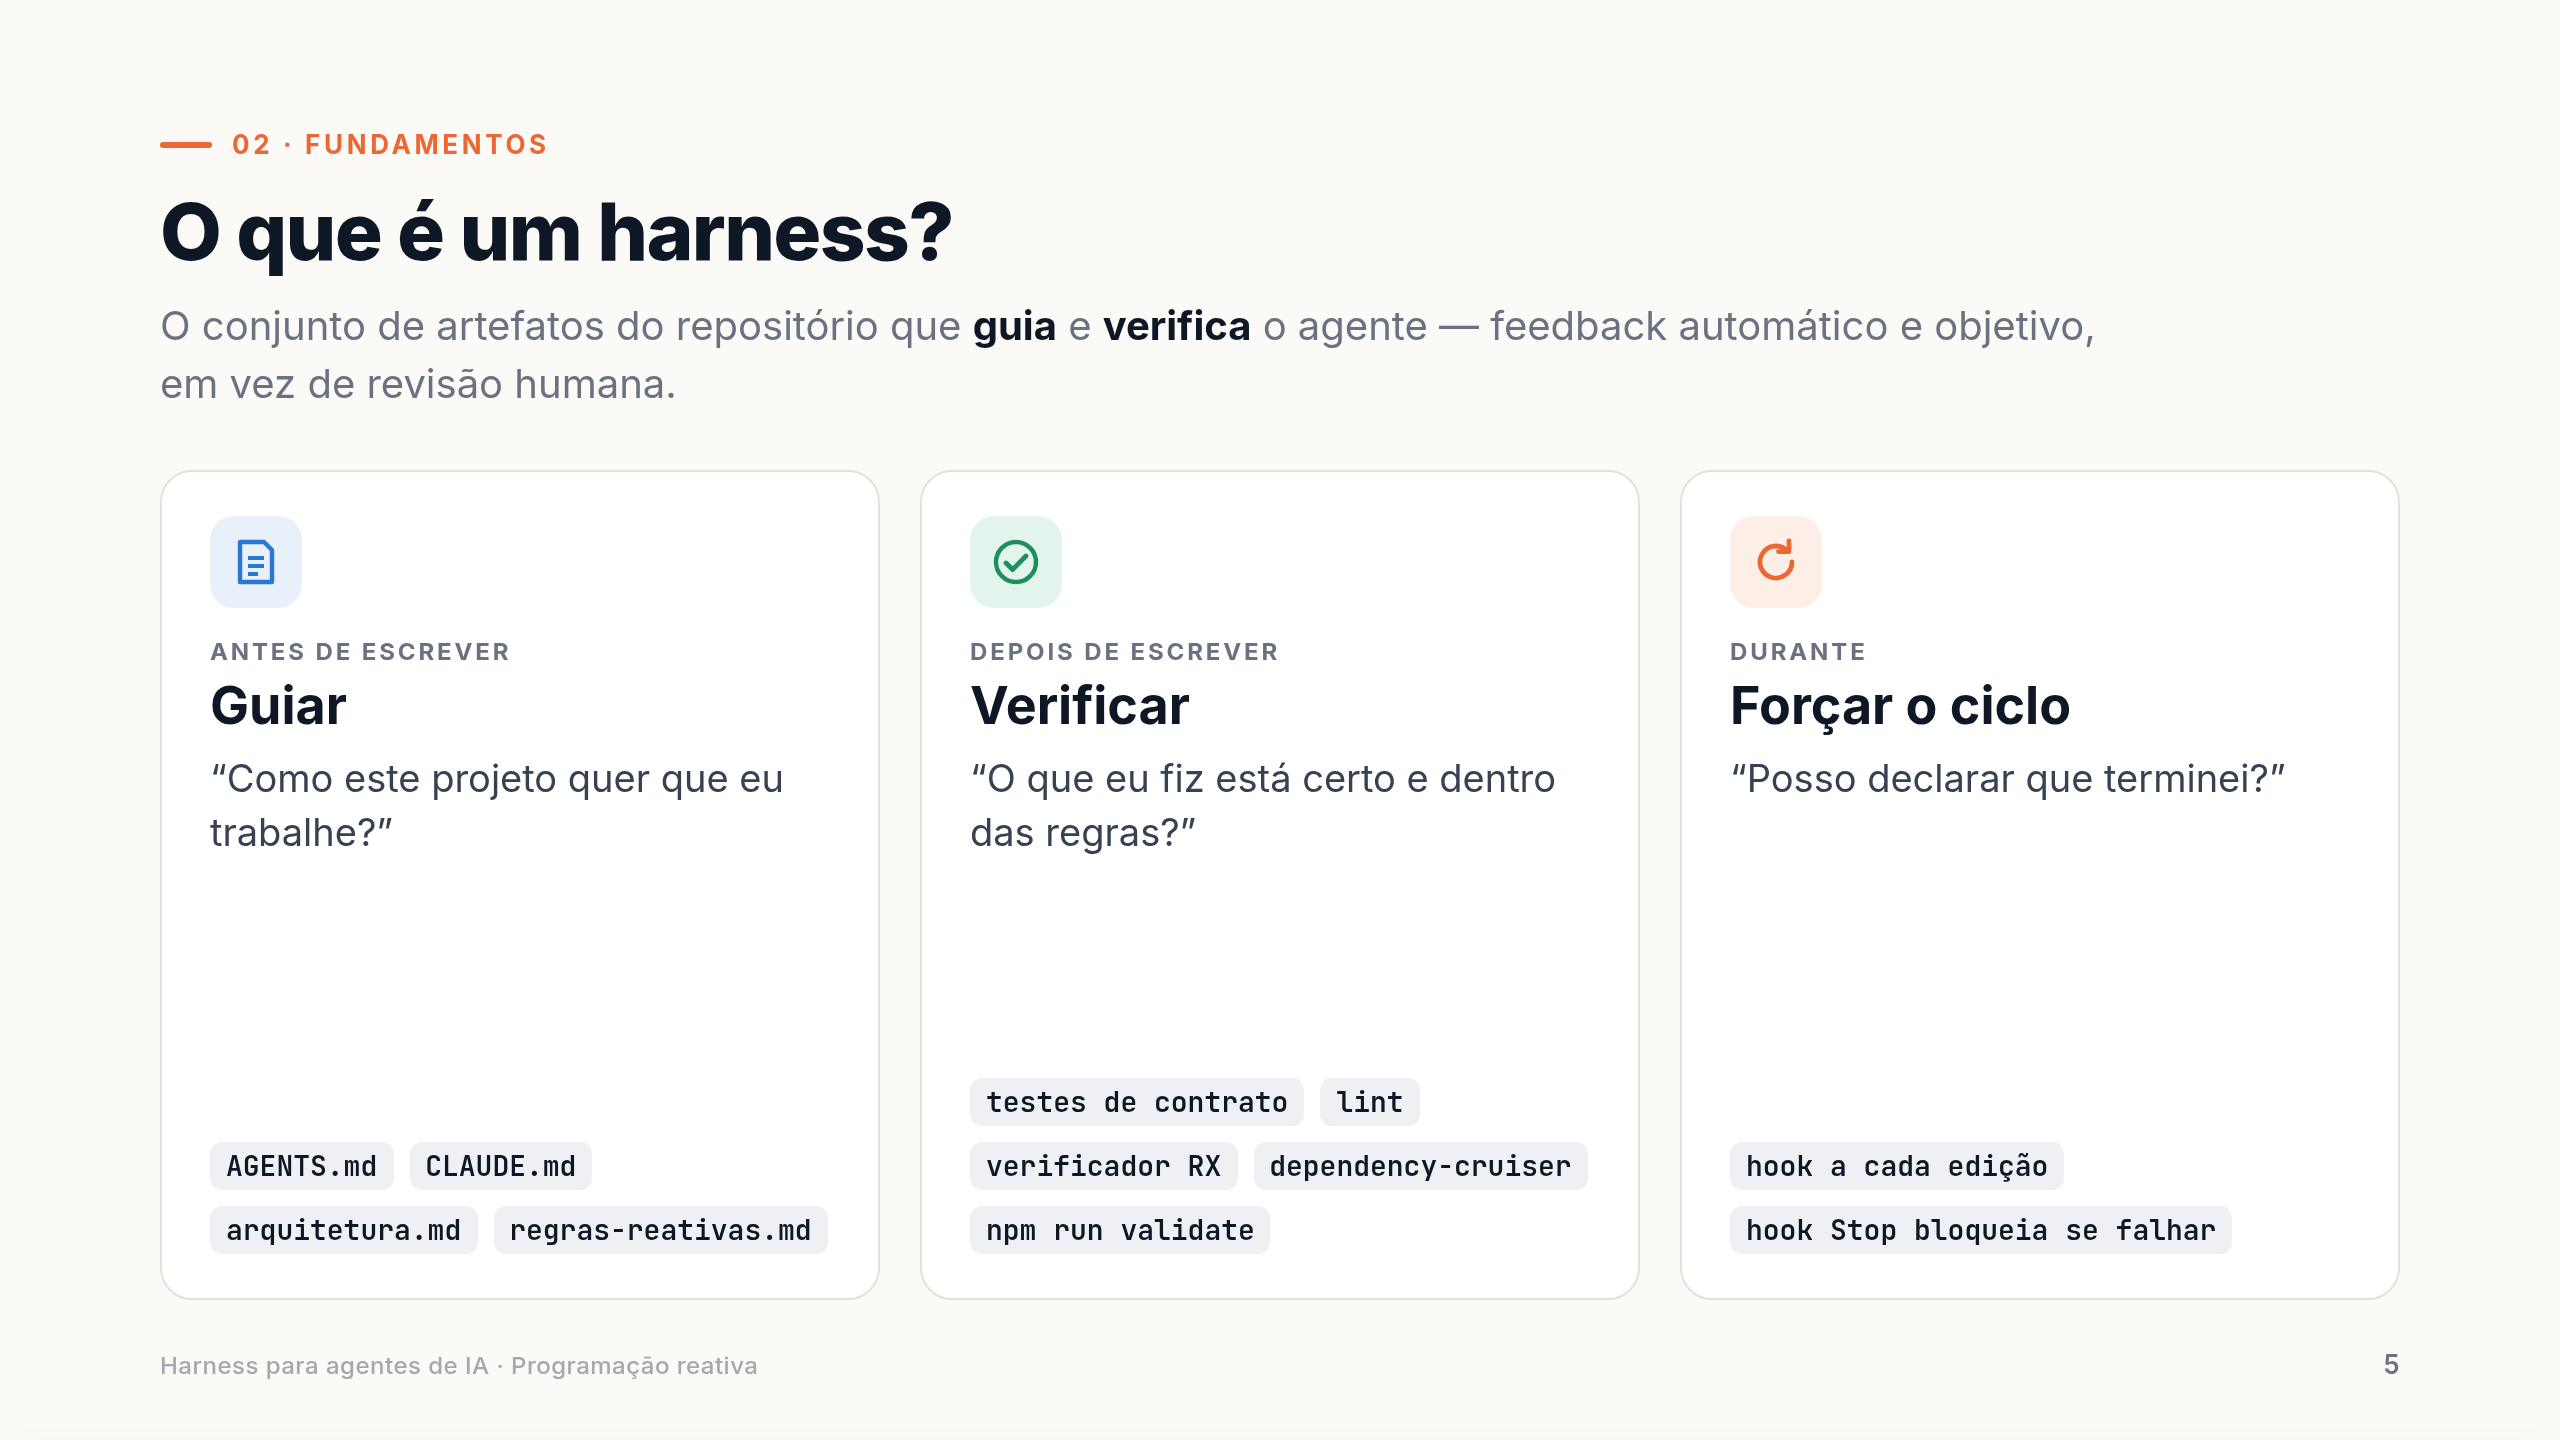 02 · FUNDAMENTOS
O que é um harness?
O conjunto de artefatos do repositório que guia e verifica o agente — feedback automático e objetivo,
em vez de revisão humana.
ANTES DE ESCREVER
Guiar
“Como este projeto quer que eu
trabalhe?”
AGENTS.md CLAUDE.md
arquitetura.md regras-reativas.md
DEPOIS DE ESCREVER
Verificar
“O que eu fiz está certo e dentro
das regras?”
testes de contrato lint
verificador RX dependency-cruiser
npm run validate
DURANTE
Forçar o ciclo
“Posso declarar que terminei?”
hook a cada edição
hook Stop bloqueia se falhar
Harness para agentes de IA · Programação reativa
5